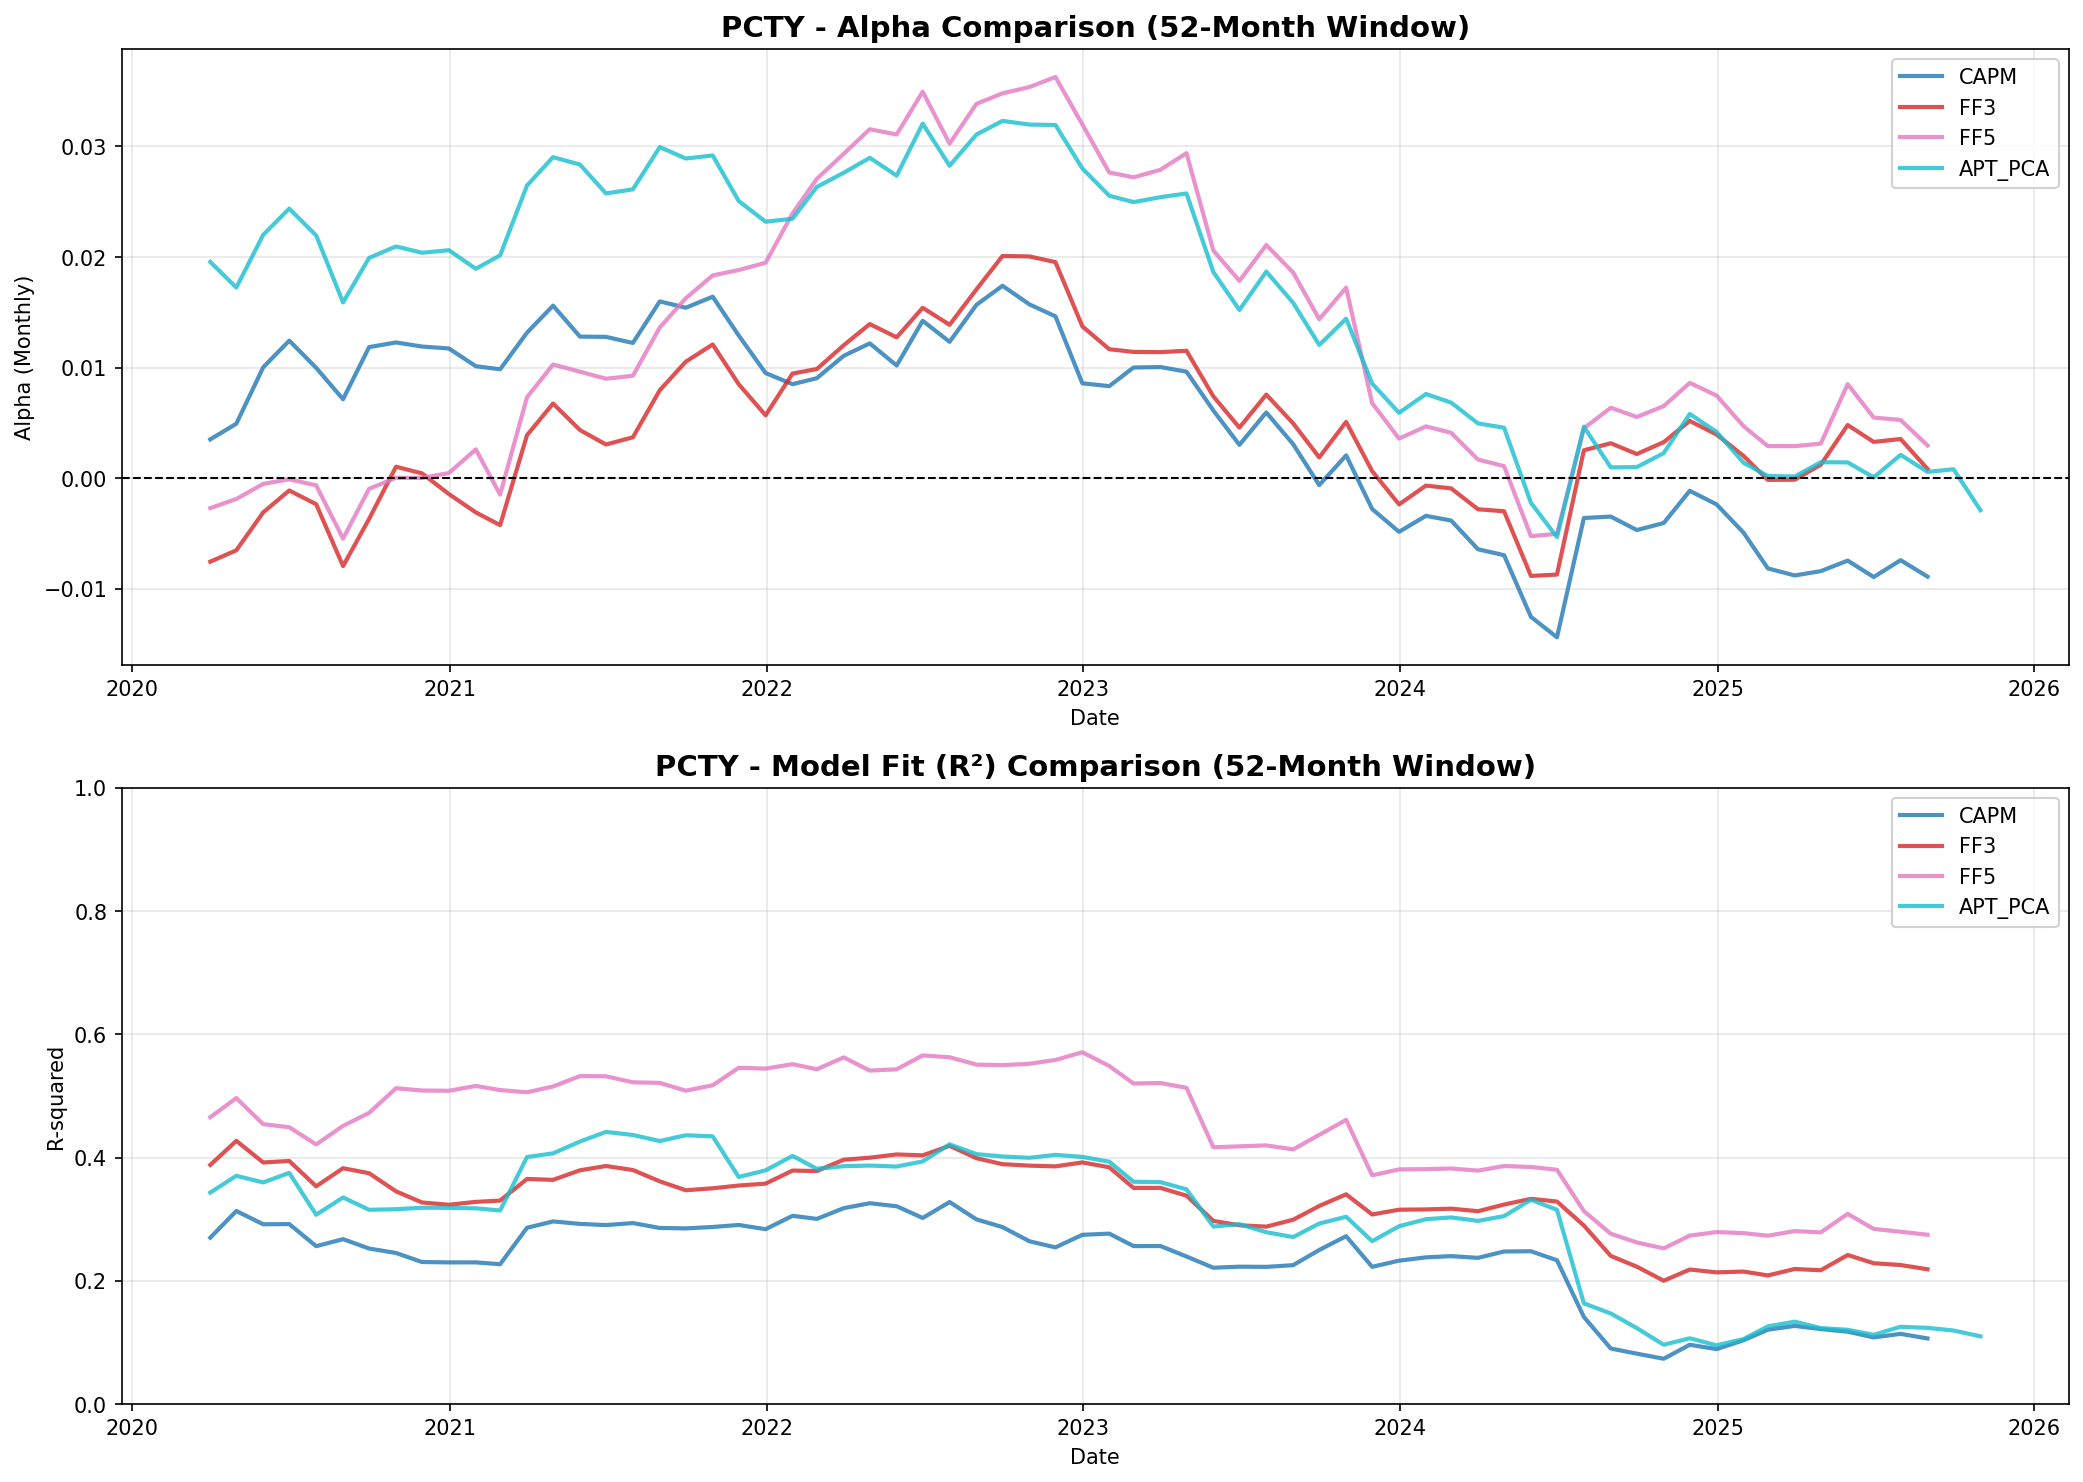 PCTY - Alpha Comparison (52-Month Window)
CAPM
FF3
FF5
APT_PCA
Alpha (Monthly)
0.03
0.02
0.01
0.00
−0.01
2020 2021 2022 2023 2024 2025 2026
Date
PCTY - Model Fit (R²) Comparison (52-Month Window)
CAPM
FF3
FF5
APT_PCA
R-squared
1.0
0.8
0.6
0.4
0.2
0.0
2020 2021 2022 2023 2024 2025 2026
Date